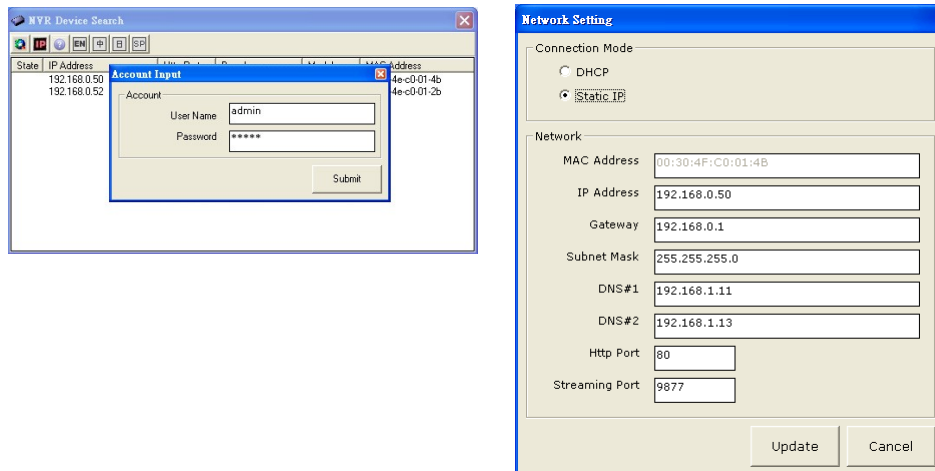 NVR Device Search
IP EN 中 日 SP
State IP Address
MAC Address
192.168.0.50
4e-c0-01-4b
192.168.0.52
4e-c0-01-2b
Account Input
Account
User Name admin
Password *****
Submit
Network Setting
Connection Mode
DHCP
Static IP
Network
MAC Address 00:30:4F:C0:01:4B
IP Address 192.168.0.50
Gateway 192.168.0.1
Subnet Mask 255.255.255.0
DNS#1 192.168.1.11
DNS#2 192.168.1.13
Http Port 80
Streaming Port 9877
Update Cancel